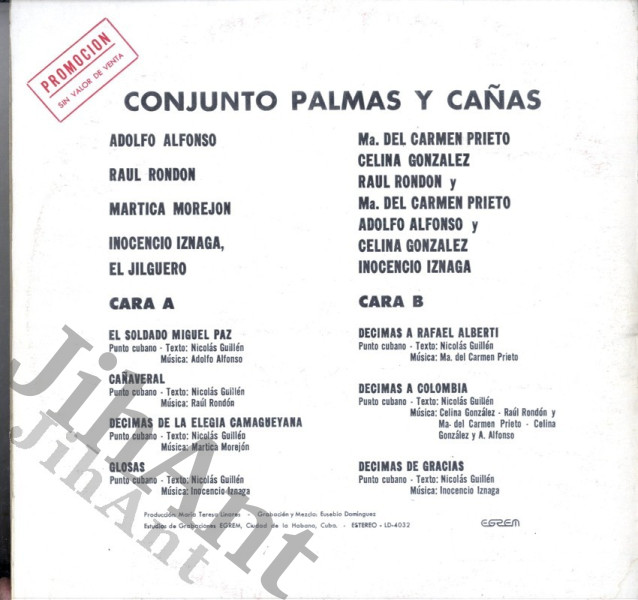 PROMOCION
SIN VALOR DE VENTA
CONJUNTO PALMAS Y CAÑAS
ADOLFO ALFONSO
RAUL RONDON
MARTICA MOREJON
INOCENCIO IZNAGA,
EL JILGUERO
CARA A
EL SOLDADO MIGUEL PAZ
Punto cubano - Texto: Nicolás Guillén
Música: Adolfo Alfonso
CAÑAVERAL
Punto cubano - Texto: Nicolás Guillén
Música: Raúl Rondón
DECIMAS DE LA ELEGIA CAMAGÜEYANA
Punto cubano - Texto: Nicolás Guillén
Música: Martica Morejón
GLOSAS
Punto cubano - Texto: Nicolás Guillén
Música: Inocencio Iznaga
Ma. DEL CARMEN PRIETO
CELINA GONZALEZ
RAUL RONDON y
Ma. DEL CARMEN PRIETO
ADOLFO ALFONSO y
CELINA GONZALEZ
INOCENCIO IZNAGA
CARA B
DECIMAS A RAFAEL ALBERTI
Punto cubano - Texto: Nicolás Guillén
Música: Ma. del Carmen Prieto
DECIMAS A COLOMBIA
Punto cubano - Texto: Nicolás Guillén
Música: Celina González - Raúl Rondón y
Ma. del Carmen Prieto - Celina
González y A. Alfonso
DECIMAS DE GRACIAS
Punto cubano - Texto: Nicolás Guillén
Música: Inocencio Iznaga
Producción: María Teresa Linares - Grabación y Mezcla: Eusebio Domínguez
Estudios de Grabaciones EGREM, Ciudad de la Habana, Cuba. - ESTEREO - LD-4032
EGREM
JihAnt
JihAnt